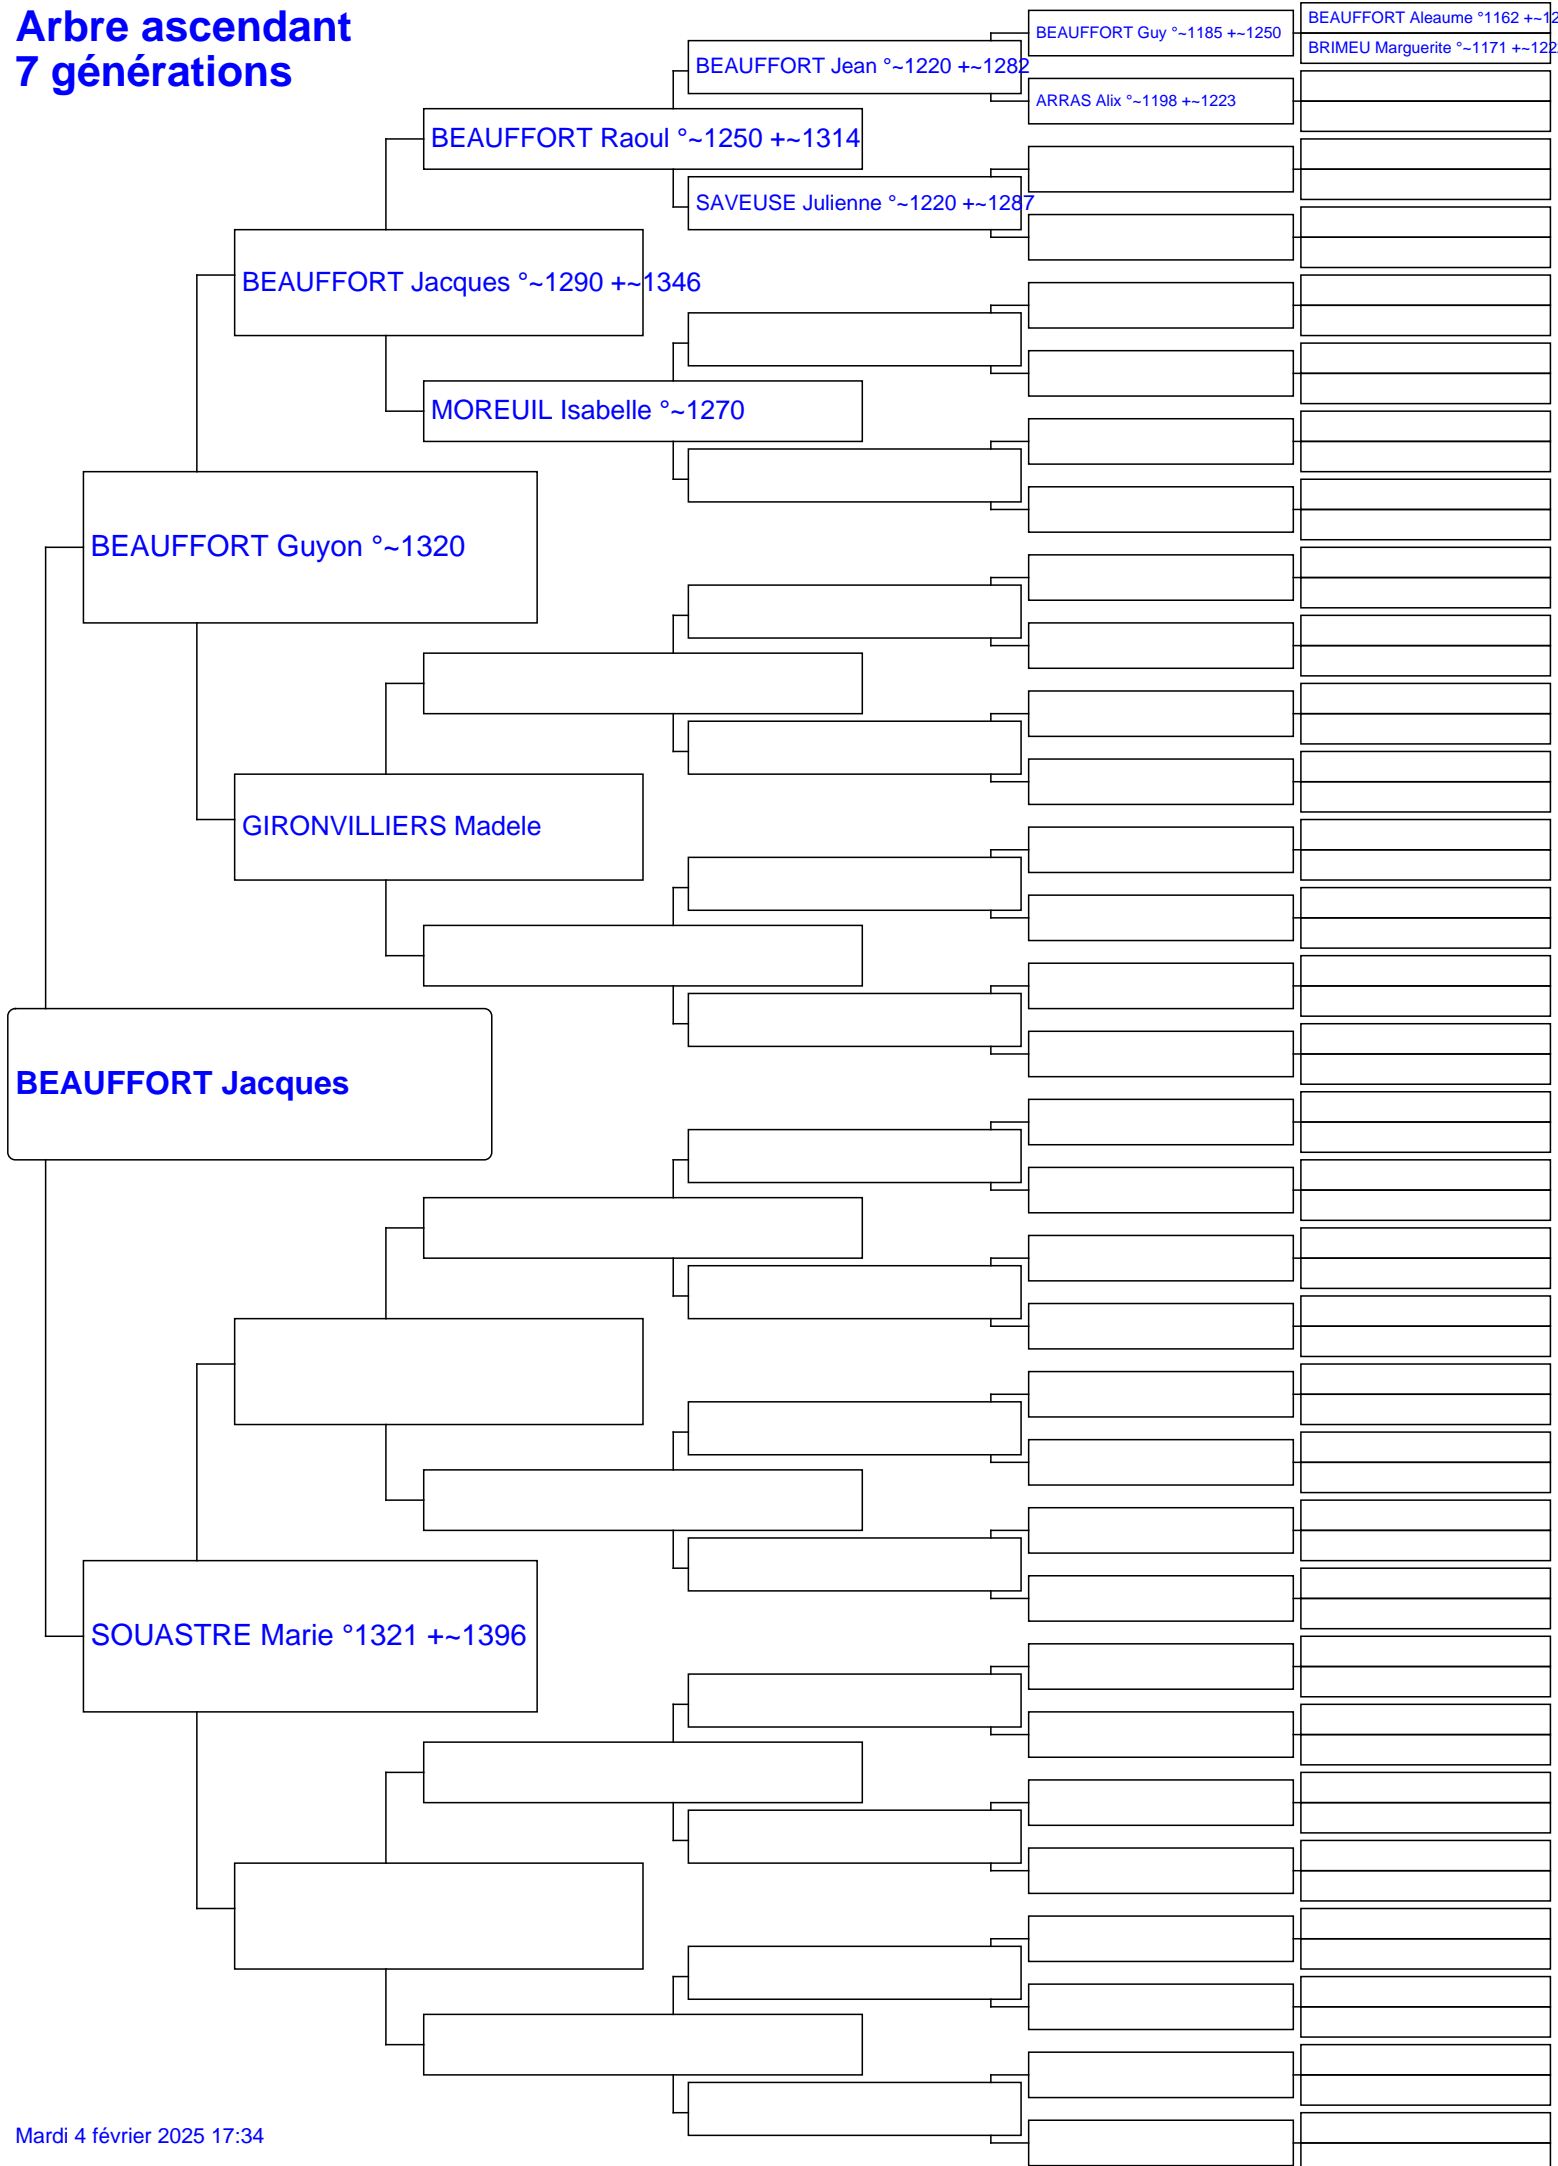 Arbre ascendant
7 générations
BEAUFFORT Aleaume °1162 +~12
BEAUFFORT Guy °~1185 +~1250
BRIMEU Marguerite °~1171 +~122
BEAUFFORT Jean °~1220 +~1282
ARRAS Alix °~1198 +~1223
BEAUFFORT Raoul °~1250 +~1314
SAVEUSE Julienne °~1220 +~1287
BEAUFFORT Jacques °~1290 +~1346
MOREUIL Isabelle °~1270
BEAUFFORT Guyon °~1320
GIRONVILLIERS Madele
BEAUFFORT Jacques
SOUASTRE Marie °1321 +~1396
Mardi 4 février 2025 17:34